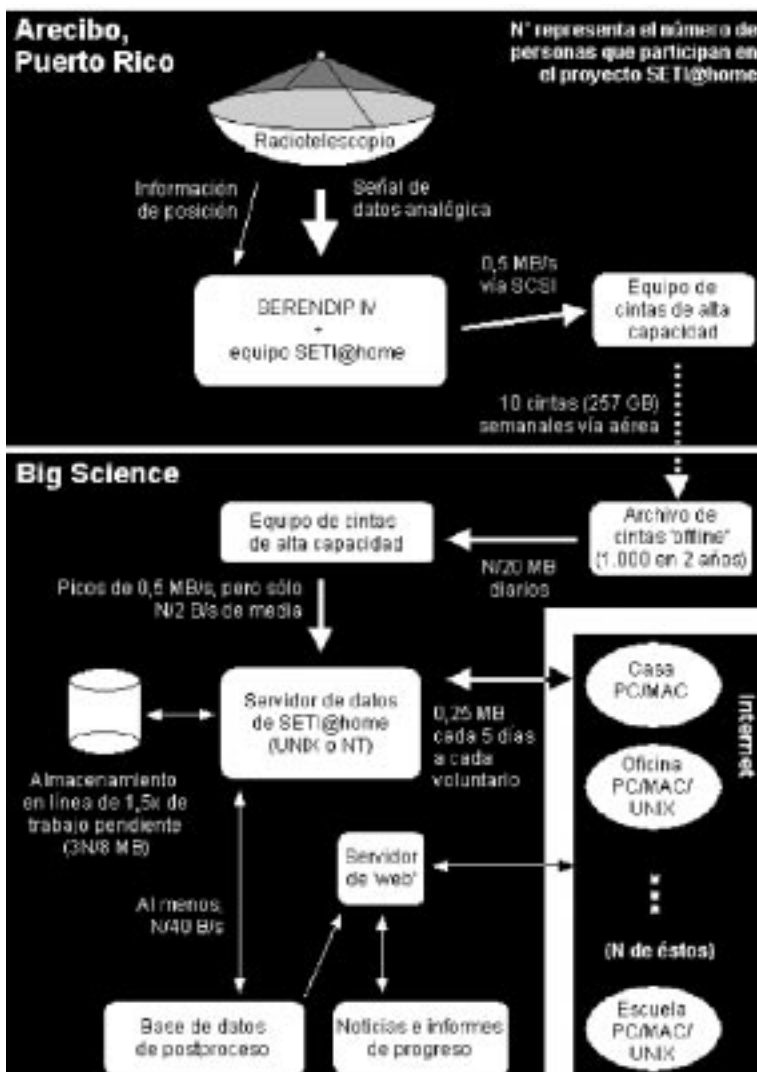 Arecibo,
Puerto Rico
N° representa el número de
personas que participan en
el proyecto SETI@home
Radiotelescopio
Información
de posición
Señal de
datos analógica
SERENDIP IV
+
equipo SETI@home
0,5 MB/s
vía SCSI
Equipo de
cintas de alta
capacidad
10 cintas (257 GB)
semanales vía aérea
Big Science
Equipo de cintas
de alta capacidad
Archivo de
cintas 'offline'
(1.000 en 2 años)
N/20 MB
diarios
Picos de 0,5 MB/s, pero sólo
N/2 B/s de media
Servidor de datos
de SETI@home
(UNIX o NT)
0,25 MB
cada 5 días
a cada
voluntario
Casa
PC/MAC
Internet
Oficina
PC/MAC/
UNIX
Almacenamiento
en línea de 1,5x de
trabajo pendiente
(3N/8 MB)
Servidor
de 'web'
Al menos,
N/40 B/s
(N de éstos)
Base de datos
de postproceso
Noticias e informes
de progreso
Escuela
PC/MAC/
UNIX